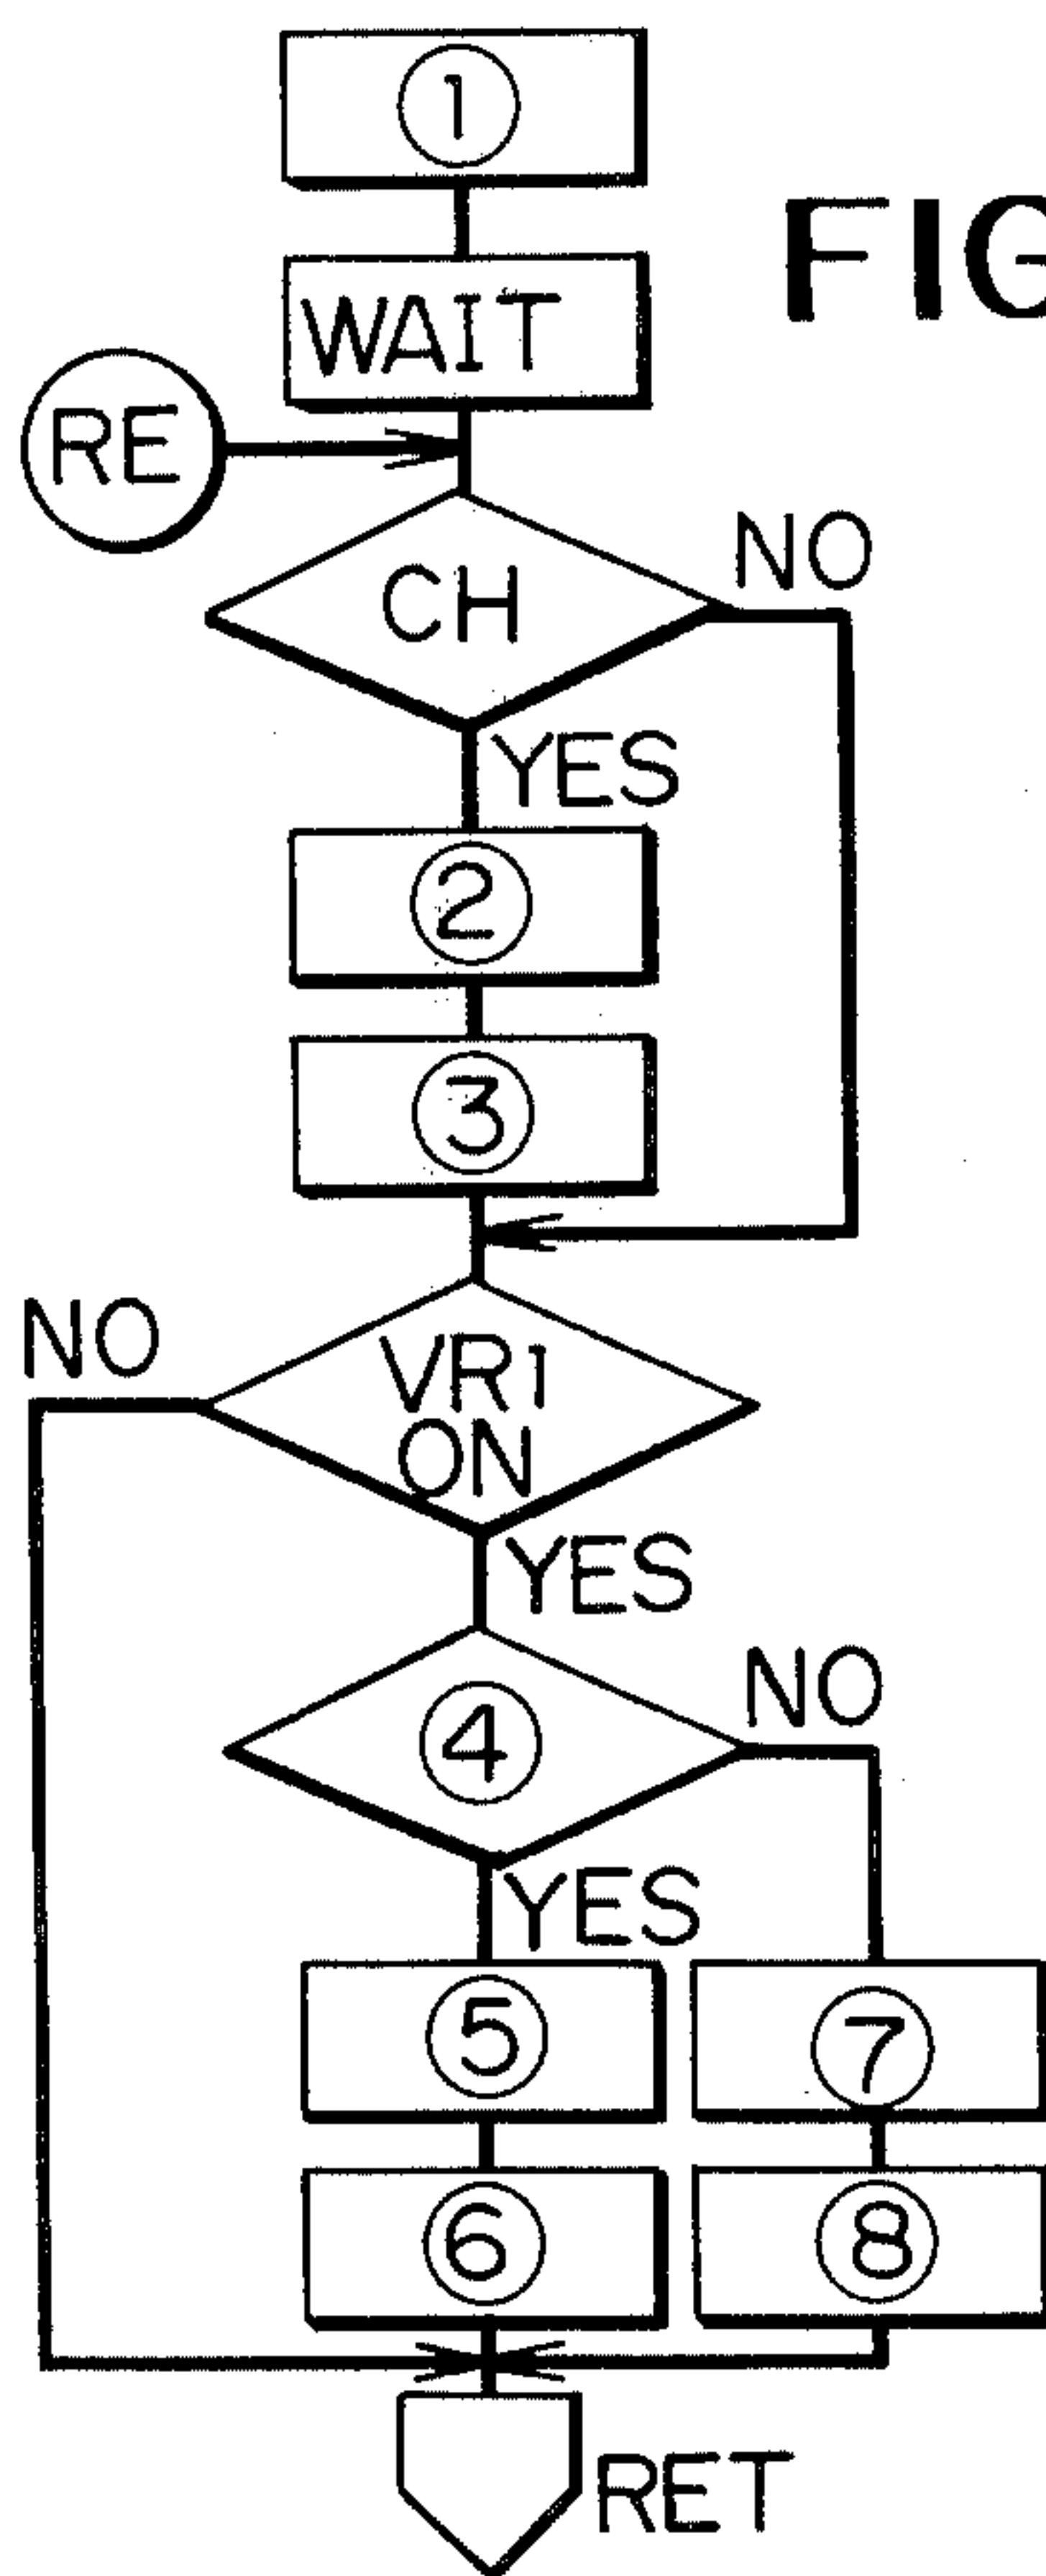 ①
FIG
WAIT
RE
CH
NO
YES
②
③
NO
VR1
ON
YES
④
NO
YES
⑤
⑦
⑥
⑧
RET